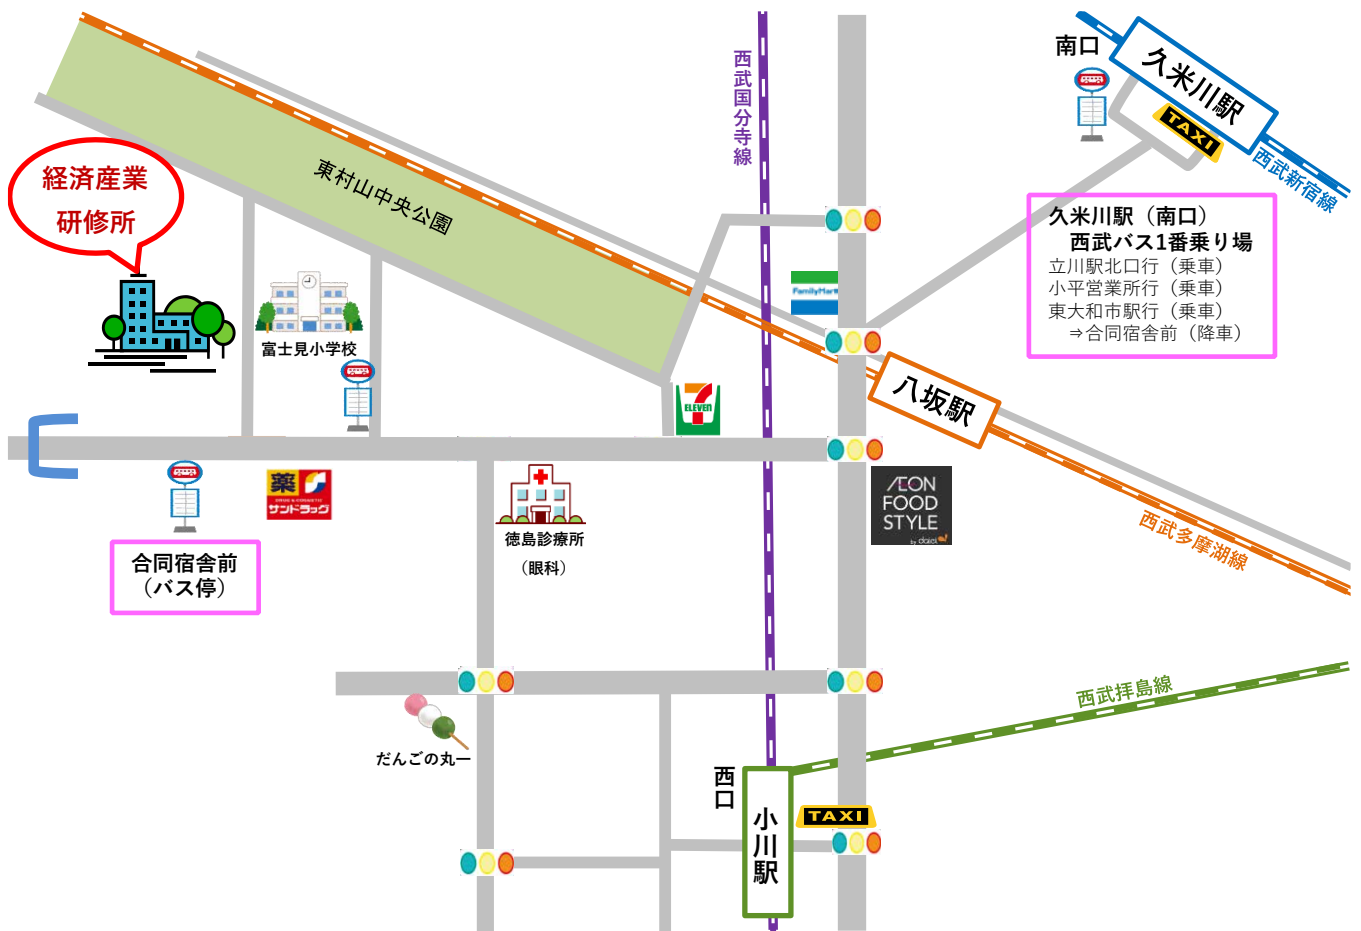 南口
久米川駅
TAXI
西武新宿線
西武国分寺線
東村山中央公園
経済産業
研修所
久米川駅（南口）
西武バス1番乗り場
立川駅北口行（乗車）
小平営業所行（乗車）
東大和市駅行（乗車）
⇒合同宿舎前（降車）
FamilyMart
富士見小学校
八坂駅
7
ELEVEN
薬
DRUG & COSMETIC
サンドラッグ
徳島診療所
（眼科）
ÆON
FOOD
STYLE
by daiei
西武多摩湖線
合同宿舎前
（バス停）
西武拝島線
だんごの丸一
西口
小川駅
TAXI